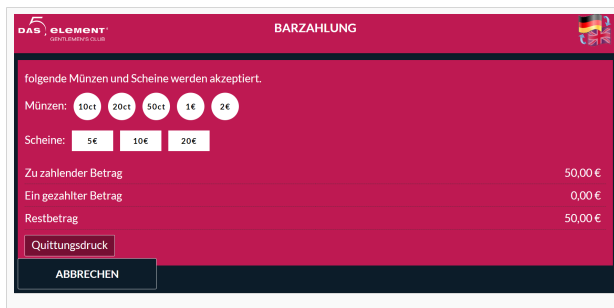 DAS 5 ELEMENT
GENTLEMEN'S CLUB
BARZAHLUNG
folgende Münzen und Scheine werden akzeptiert.
Münzen: 10ct 20ct 50ct 1€ 2€
Scheine: 5€ 10€ 20€
Zu zahlender Betrag 50,00 €
Ein gezahlter Betrag 0,00 €
Restbetrag 50,00 €
Quittungsdruck
ABBRECHEN